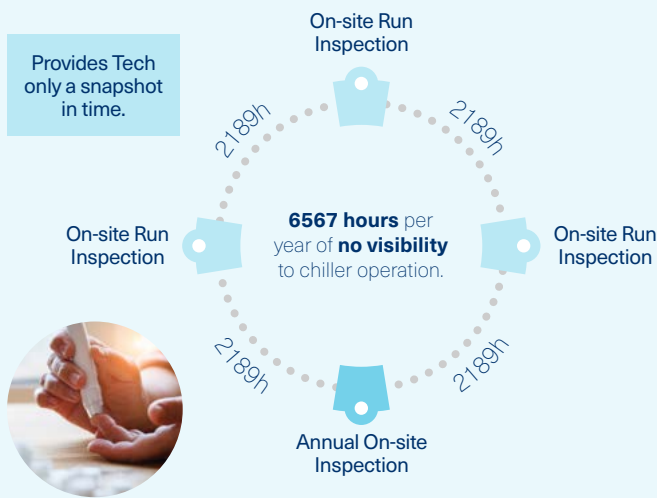 On-site Run
Inspection
Provides Tech
only a snapshot
in time.
2189h
2189h
On-site Run
Inspection
6567 hours per
year of no visibility
to chiller operation.
On-site Run
Inspection
2189h
2189h
Annual On-site
Inspection